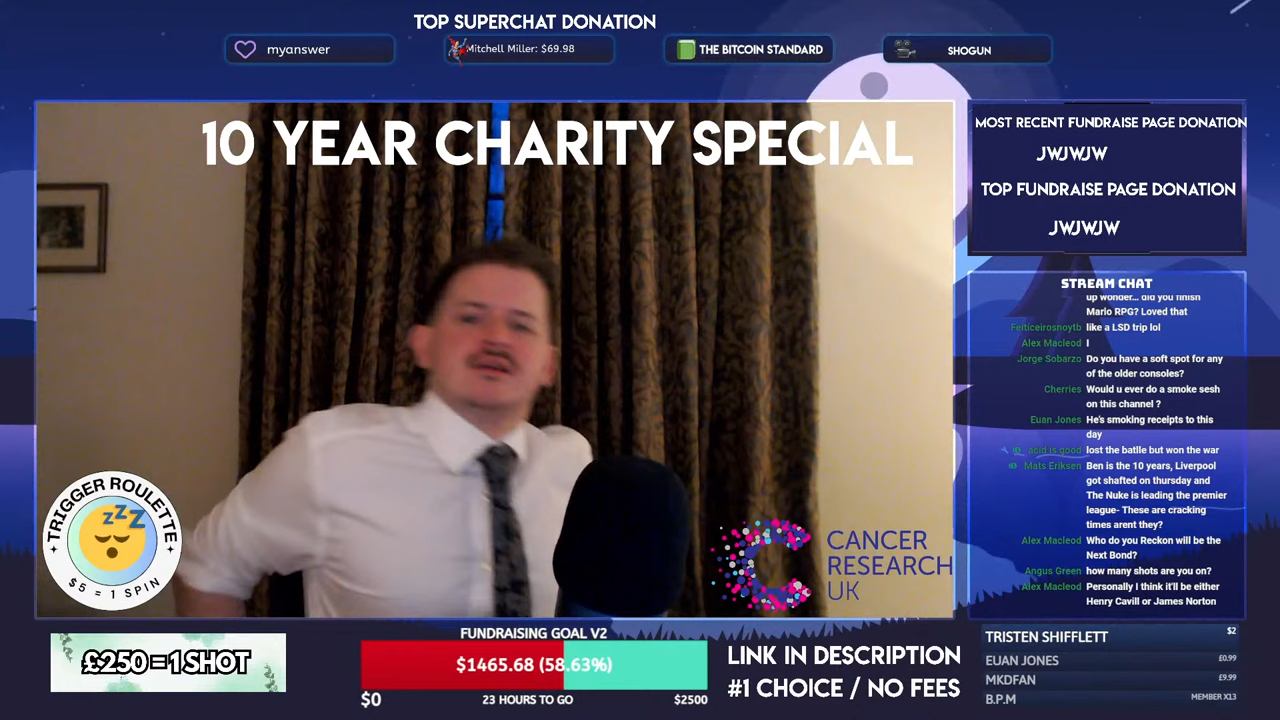 TOP SUPERCHAT DONATION
myanswer
Mitchell Miller: $69.98
THE BITCOIN STANDARD
SHOGUN
10 YEAR CHARITY SPECIAL
MOST RECENT FUNDRAISE PAGE DONATION
JWJWJW
TOP FUNDRAISE PAGE DONATION
JWJWJW
STREAM CHAT
up wonder... did you finish
Mario RPG? Loved that
Feiticeirosnoytb like a LSD trip lol
Alex Macleod I
Jorge Sobarzo Do you have a soft spot for any
of the older consoles?
Cherries Would u ever do a smoke sesh
on this channel ?
Euan Jones He's smoking receipts to this
day
acid is good lost the batlle but won the war
Mats Eriksen Ben is the 10 years, Liverpool
got shafted on thursday and
The Nuke is leading the premier
league- These are cracking
times arent they?
Alex Macleod Who do you Reckon will be the
Next Bond?
Angus Green how many shots are you on?
Alex Macleod Personally I think it'll be either
Henry Cavill or James Norton
TRIGGER ROULETTE
zzz
$5 = 1 SPIN
CANCER
RESEARCH
UK
£250 = 1 SHOT
FUNDRAISING GOAL V2
$1465.68 (58.63%)
$0
23 HOURS TO GO
$2500
LINK IN DESCRIPTION
#1 CHOICE / NO FEES
TRISTEN SHIFFLETT $2
EUAN JONES £0.99
MKDFAN £9.99
B.P.M MEMBER X13